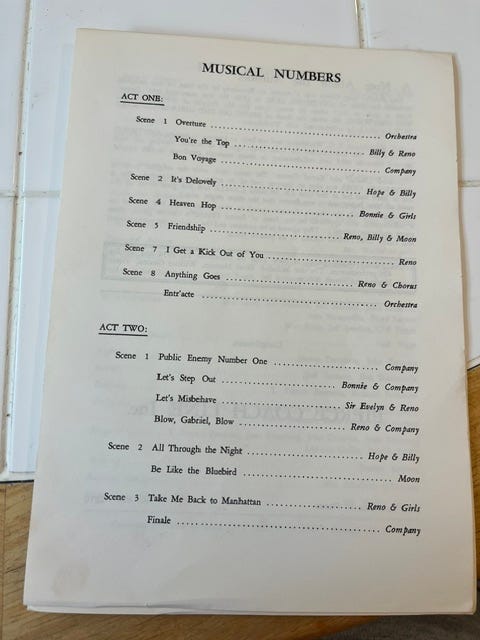 MUSICAL NUMBERS
ACT ONE:
Scene 1 Overture ........................................ Orchestra
You're the Top ........................................ Billy & Reno
Bon Voyage ........................................ Company
Scene 2 It's Delovely ........................................ Hope & Billy
Scene 4 Heaven Hop ........................................ Bonnie & Girls
Scene 5 Friendship ........................................ Reno, Billy & Moon
Scene 7 I Get a Kick Out of You ........................................ Reno
Scene 8 Anything Goes ........................................ Reno & Chorus
Entr'acte ........................................ Orchestra
ACT TWO:
Scene 1 Public Enemy Number One ........................................ Company
Let's Step Out ........................................ Bonnie & Company
Let's Misbehave ........................................ Sir Evelyn & Reno
Blow, Gabriel, Blow ........................................ Reno & Company
Scene 2 All Through the Night ........................................ Hope & Billy
Be Like the Bluebird ........................................ Moon
Scene 3 Take Me Back to Manhattan ........................................ Reno & Girls
Finale ........................................ Company